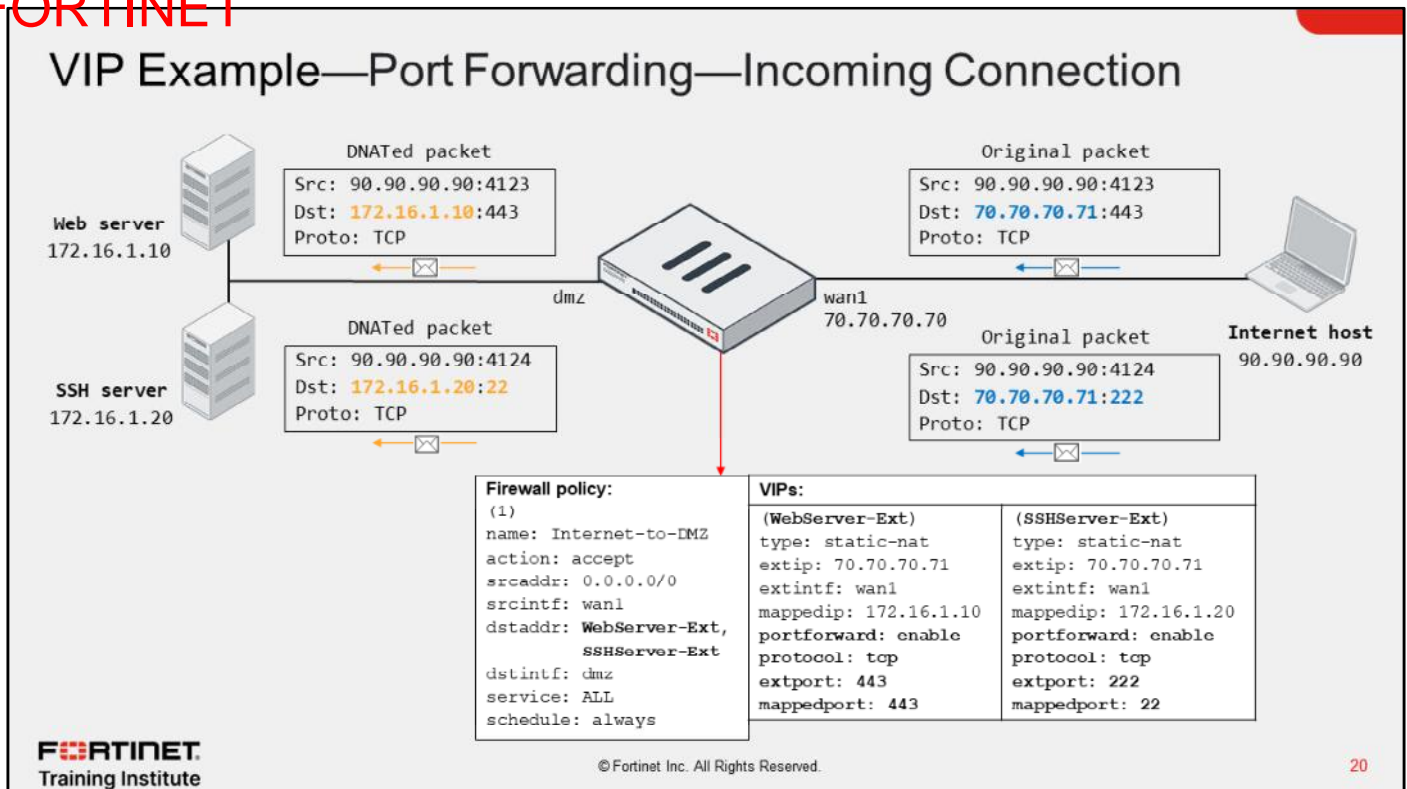 FORTINET
VIP Example—Port Forwarding—Incoming Connection
DNATed packet
Src: 90.90.90.90:4123
Dst: 172.16.1.10:443
Proto: TCP
Original packet
Src: 90.90.90.90:4123
Dst: 70.70.70.71:443
Proto: TCP
Web server
172.16.1.10
dmz
wan1
70.70.70.70
Internet host
90.90.90.90
DNATed packet
Src: 90.90.90.90:4124
Dst: 172.16.1.20:22
Proto: TCP
Original packet
Src: 90.90.90.90:4124
Dst: 70.70.70.71:222
Proto: TCP
SSH server
172.16.1.20
Firewall policy:
(1)
name: Internet-to-DMZ
action: accept
srcaddr: 0.0.0.0/0
srcintf: wan1
dstaddr: WebServer-Ext,
SSHServer-Ext
dstintf: dmz
service: ALL
schedule: always
VIPs:
(WebServer-Ext)
type: static-nat
extip: 70.70.70.71
extintf: wan1
mappedip: 172.16.1.10
portforward: enable
protocol: tcp
extport: 443
mappedport: 443
(SSHServer-Ext)
type: static-nat
extip: 70.70.70.71
extintf: wan1
mappedip: 172.16.1.20
portforward: enable
protocol: tcp
extport: 222
mappedport: 22
FORTINET
Training Institute
© Fortinet Inc. All Rights Reserved.
20